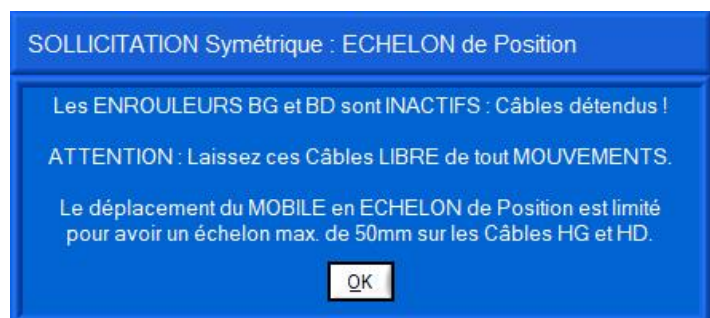 SOLLICITATION Symétrique : ECHELON de Position
Les ENROULEURS BG et BD sont INACTIFS : Câbles détendus !
ATTENTION : Laissez ces Câbles LIBRE de tout MOUVEMENTS.
Le déplacement du MOBILE en ECHELON de Position est limité
pour avoir un échelon max. de 50mm sur les Câbles HG et HD.
OK